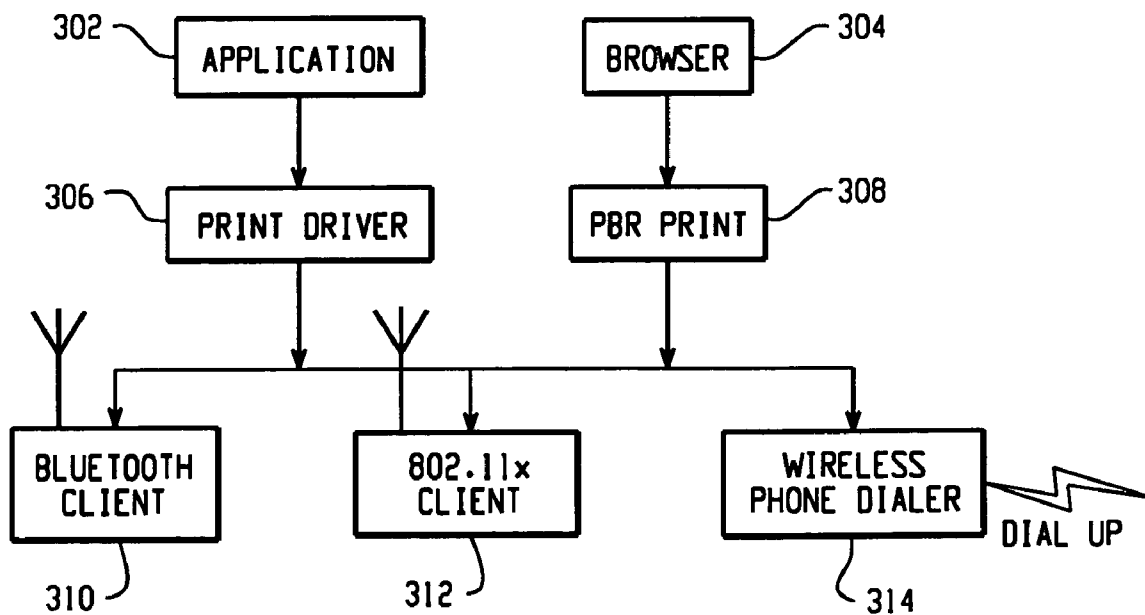 302
APPLICATION
BROWSER
304
306
PRINT DRIVER
PBR PRINT
308
BLUETOOTH
CLIENT
802.11x
CLIENT
WIRELESS
PHONE DIALER
DIAL UP
310
312
314